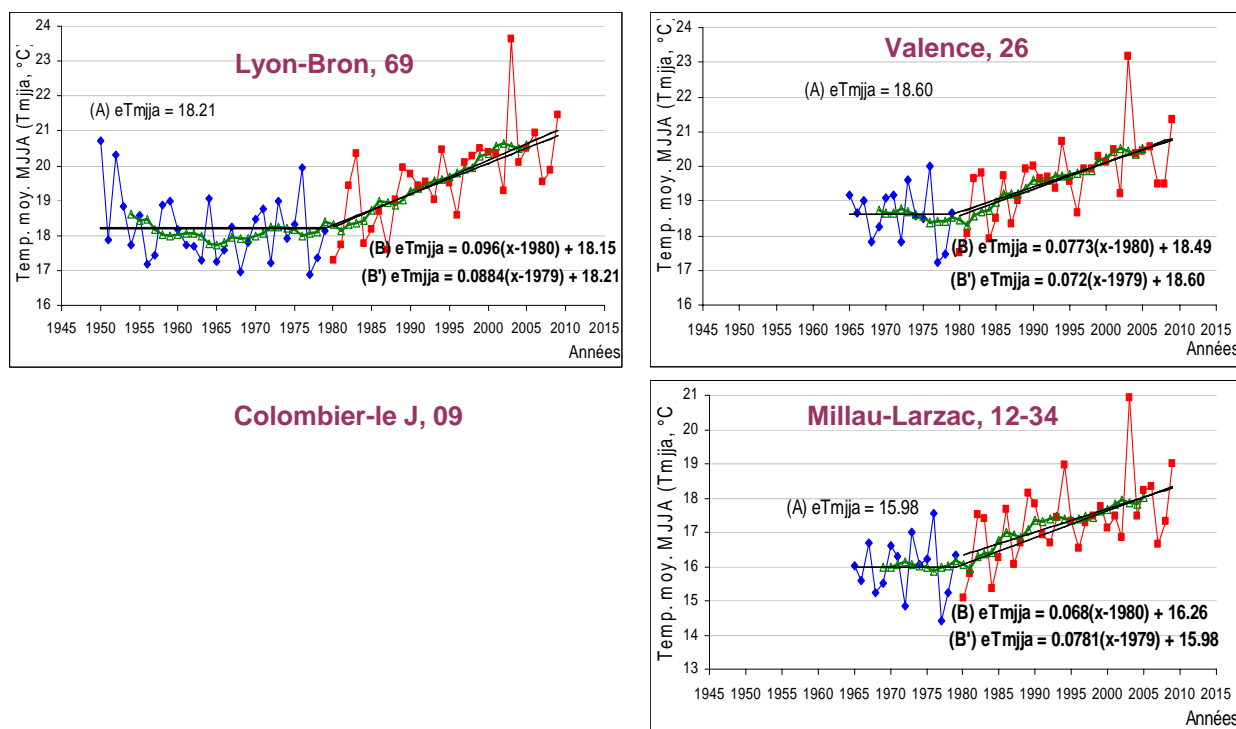 Temp. moy. MJJA (Tmjja, °C)
24
23
22
21
20
19
18
17
16
Lyon-Bron, 69
(A) eTmjja = 18.21
(B) eTmjja = 0.096(x-1980) + 18.15
(B') eTmjja = 0.0884(x-1979) + 18.21
1945 1950 1955 1960 1965 1970 1975 1980 1985 1990 1995 2000 2005 2010 2015
Années
Temp. moy. MJJA (Tmjja, °C)
24
23
22
21
20
19
18
17
16
Valence, 26
(A) eTmjja = 18.60
(B) eTmjja = 0.0773(x-1980) + 18.49
(B') eTmjja = 0.072(x-1979) + 18.60
1945 1950 1955 1960 1965 1970 1975 1980 1985 1990 1995 2000 2005 2010 2015
Années
Colombier-le J, 09
Temp. moy. MJJA (Tmjja, °C
21
20
19
18
17
16
15
14
13
Millau-Larzac, 12-34
(A) eTmjja = 15.98
(B) eTmjja = 0.068(x-1980) + 16.26
(B') eTmjja = 0.0781(x-1979) + 15.98
1945 1950 1955 1960 1965 1970 1975 1980 1985 1990 1995 2000 2005 2010 2015
Années